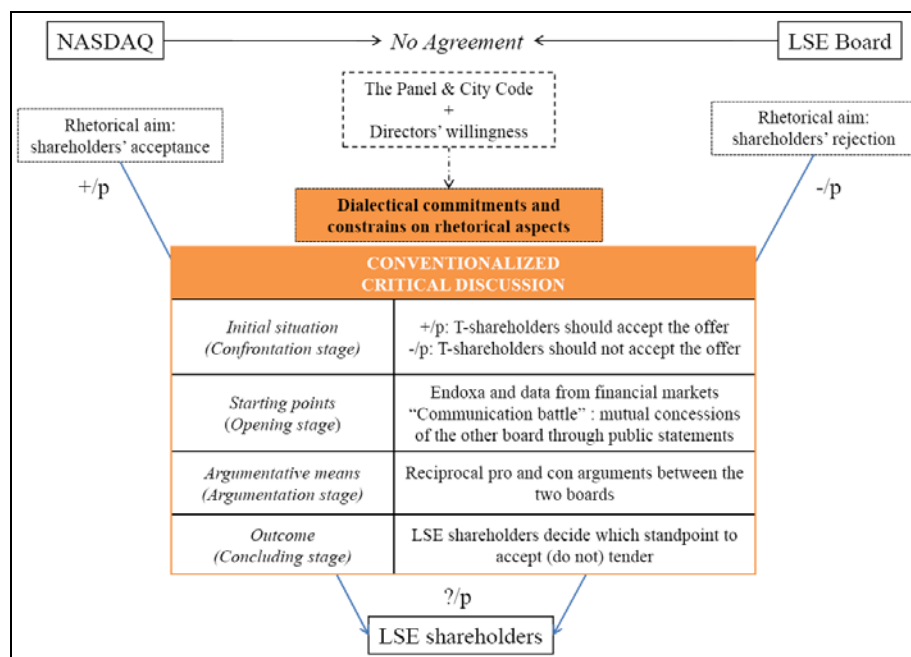 NASDAQ
No Agreement
LSE Board
The Panel & City Code
+
Directors’ willingness
Rhetorical aim:
shareholders’ acceptance
Rhetorical aim:
shareholders’ rejection
+/p
-/p
Dialectical commitments and
constrains on rhetorical aspects
CONVENTIONALIZED
CRITICAL DISCUSSION
Initial situation
(Confrontation stage)
+/p: T-shareholders should accept the offer
-/p: T-shareholders should not accept the offer
Starting points
(Opening stage)
Endoxa and data from financial markets
“Communication battle” : mutual concessions
of the other board through public statements
Argumentative means
(Argumentation stage)
Reciprocal pro and con arguments between the
two boards
Outcome
(Concluding stage)
LSE shareholders decide which standpoint to
accept (do not) tender
?/p
LSE shareholders